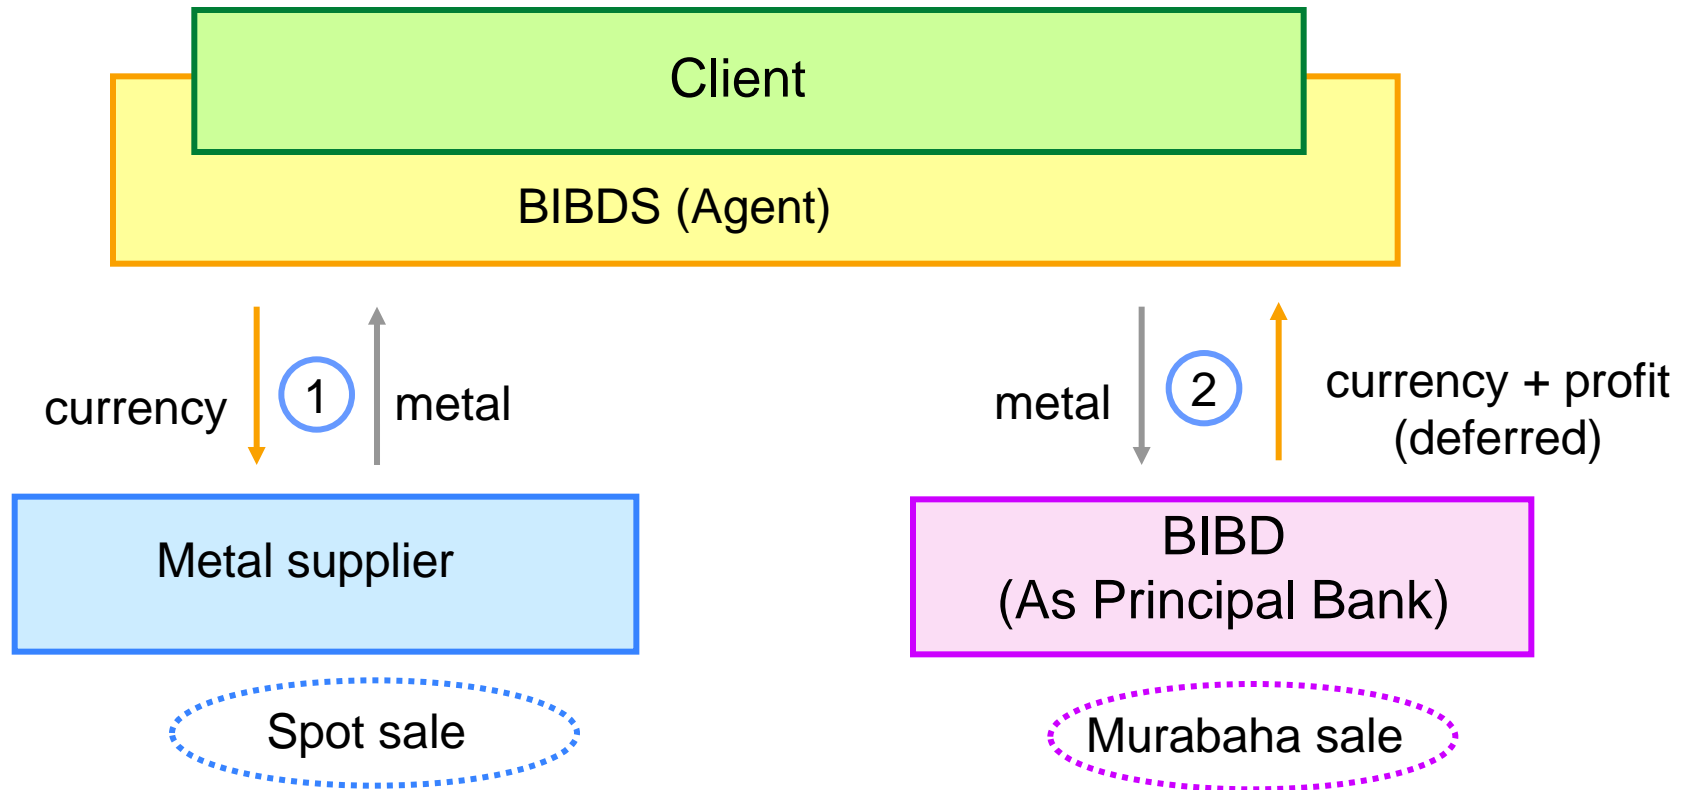 Client
BIBDS (Agent)
currency
1
metal
metal
2
currency + profit
(deferred)
Metal supplier
BIBD
(As Principal Bank)
Spot sale
Murabaha sale